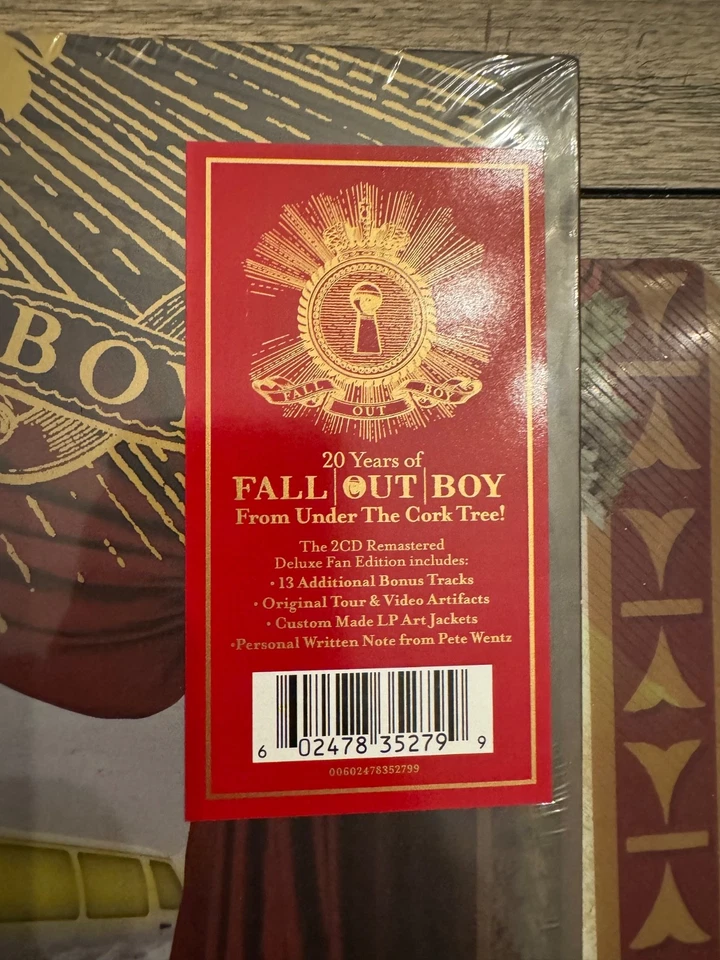 BOY
FALL OUT BOY
20 Years of
FALL OUT BOY
From Under The Cork Tree!
The 2CD Remastered
Deluxe Fan Edition includes:
• 13 Additional Bonus Tracks
• Original Tour & Video Artifacts
• Custom Made LP Art Jackets
•Personal Written Note from Pete Wentz
6 02478 35279 9
00602478352799